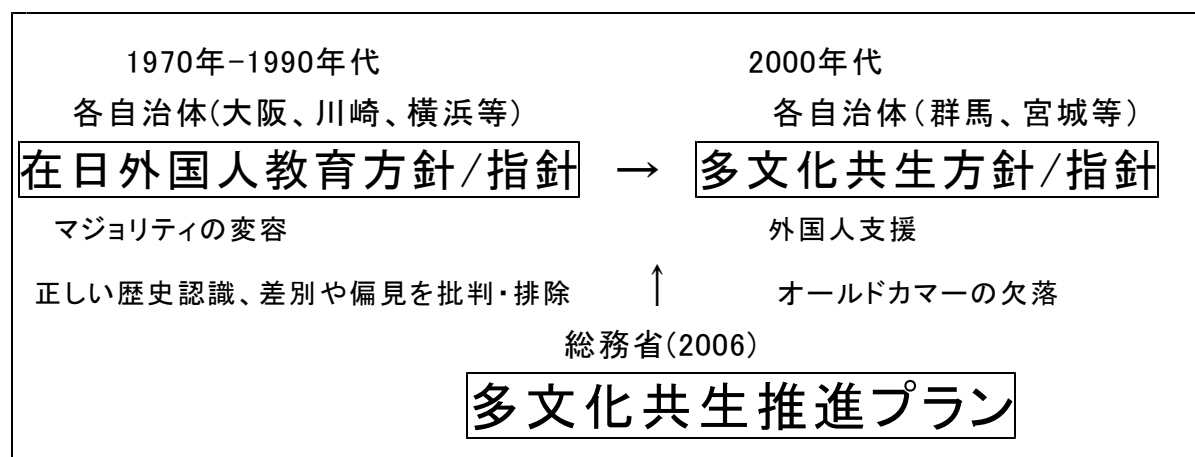 1970年-1990年代
各自治体(大阪、川崎、横浜等)
在日外国人教育方針/指針
マジョリティの変容
正しい歴史認識、差別や偏見を批判・排除
→
2000年代
各自治体(群馬、宮城等)
多文化共生方針/指針
外国人支援
オールドカマーの欠落
↑
総務省(2006)
多文化共生推進プラン